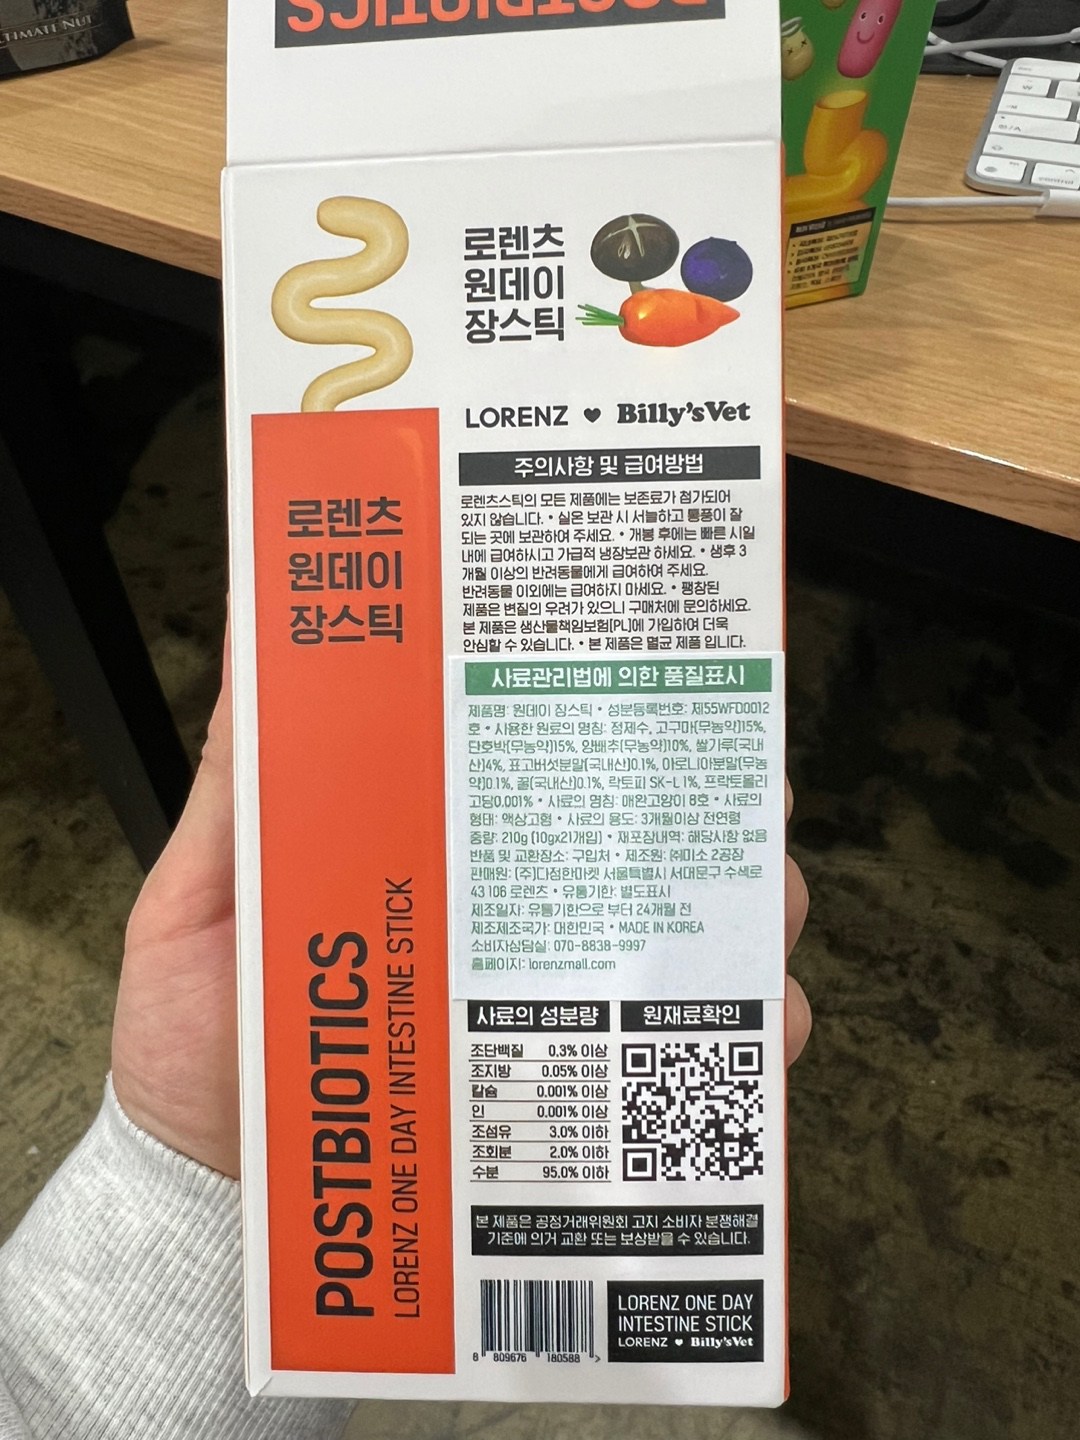 POSTBIOTICS
LTIMATE NUT
로렌츠
원데이
장스틱
LORENZ ♥ Billy'sVet
주의사항 및 급여방법
로렌츠스틱의 모든 제품에는 보존료가 첨가되어
있지 않습니다. • 실온 보관 시 서늘하고 통풍이 잘
되는 곳에 보관하여 주세요. • 개봉 후에는 빠른 시일
내에 급여하시고 가급적 냉장보관 하세요. • 생후 3
개월 이상의 반려동물에게 급여하여 주세요.
반려동물 이외에는 급여하지 마세요. • 팽창된
제품은 변질의 우려가 있으니 구매처에 문의하세요.
본 제품은 생산물책임보험[PL]에 가입하여 더욱
안심할 수 있습니다. • 본 제품은 멸균 제품 입니다.
사료관리법에 의한 품질표시
제품명: 원데이 장스틱 • 성분등록번호: 제55WFD0012
호 • 사용한 원료의 명칭: 정제수, 고구마[무농약]15%,
단호박[무농약]15%, 양배추[무농약]10%, 쌀가루[국내
산]4%, 표고버섯분말[국내산]0.1%, 아로니아분말[무농
약]0.1%, 꿀[국내산]0.1%, 락토피 SK-L 1%, 프락토올리
고당0.001% • 사료의 명칭: 애완고양이 8호 • 사료의
형태: 액상고형 • 사료의 용도: 3개월이상 전연령
중량: 210g (10gx21개입) • 재포장내역: 해당사항 없음
반품 및 교환장소: 구입처 • 제조원: ㈜미소 2공장
판매원: (주)다정한마켓 서울특별시 서대문구 수색로
43 106 로렌츠 • 유통기한: 별도표시
제조일자: 유통기한으로 부터 24개월 전
제조제조국가: 대한민국 • MADE IN KOREA
소비자상담실: 070-8838-9997
홈페이지: lorenzmall.com
사료의 성분량
조단백질 0.3% 이상
조지방 0.05% 이상
칼슘 0.001% 이상
인 0.001% 이상
조섬유 3.0% 이하
조회분 2.0% 이하
수분 95.0% 이하
원재료확인
본 제품은 공정거래위원회 고지 소비자 분쟁해결
기준에 의거 교환 또는 보상받을 수 있습니다.
8 809676 180588 >
LORENZ ONE DAY
INTESTINE STICK
LORENZ ♥ Billy'sVet
로렌츠
원데이
장스틱
POSTBIOTICS
LORENZ ONE DAY INTESTINE STICK
control